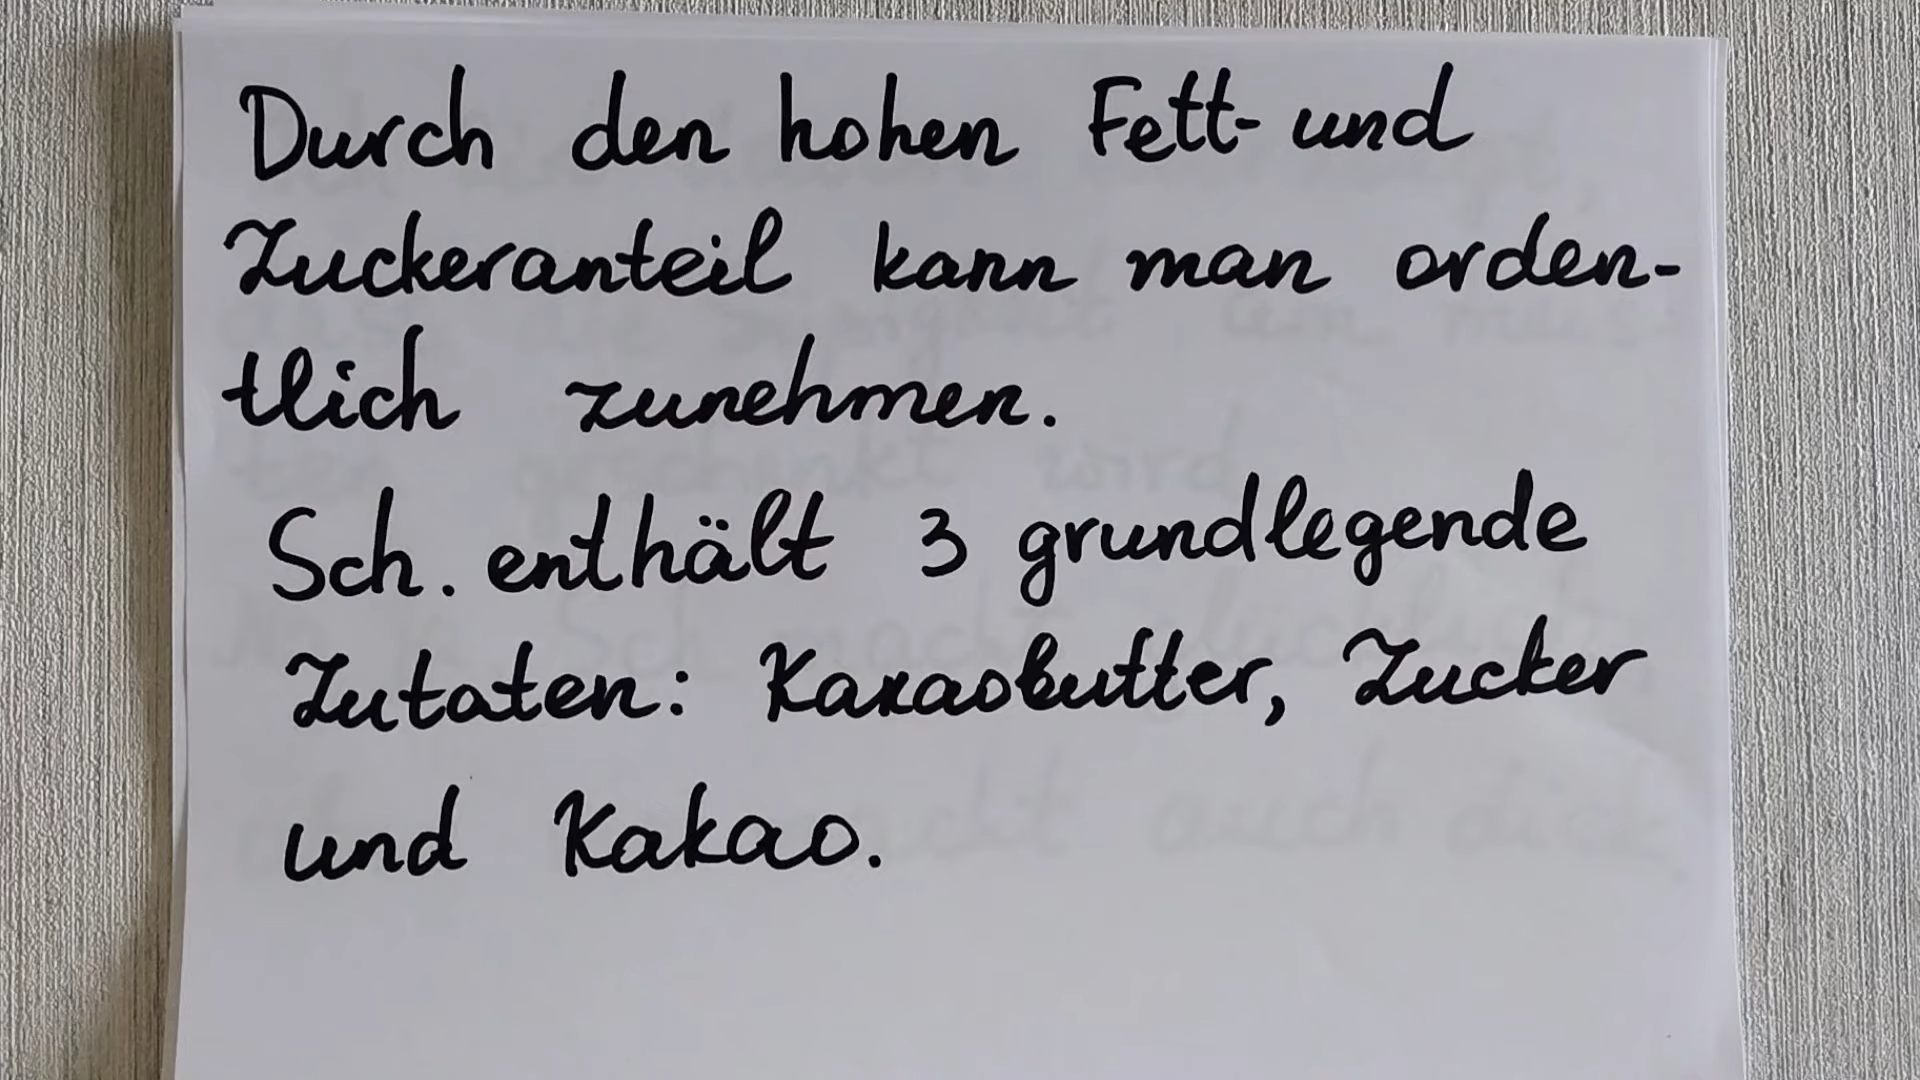 Durch den hohen Fett- und
Zuckeranteil kann man orden-
tlich zunehmen.
Sch. enthält 3 grundlegende
Zutaten: Kakaobutter, Zucker
und Kakao.